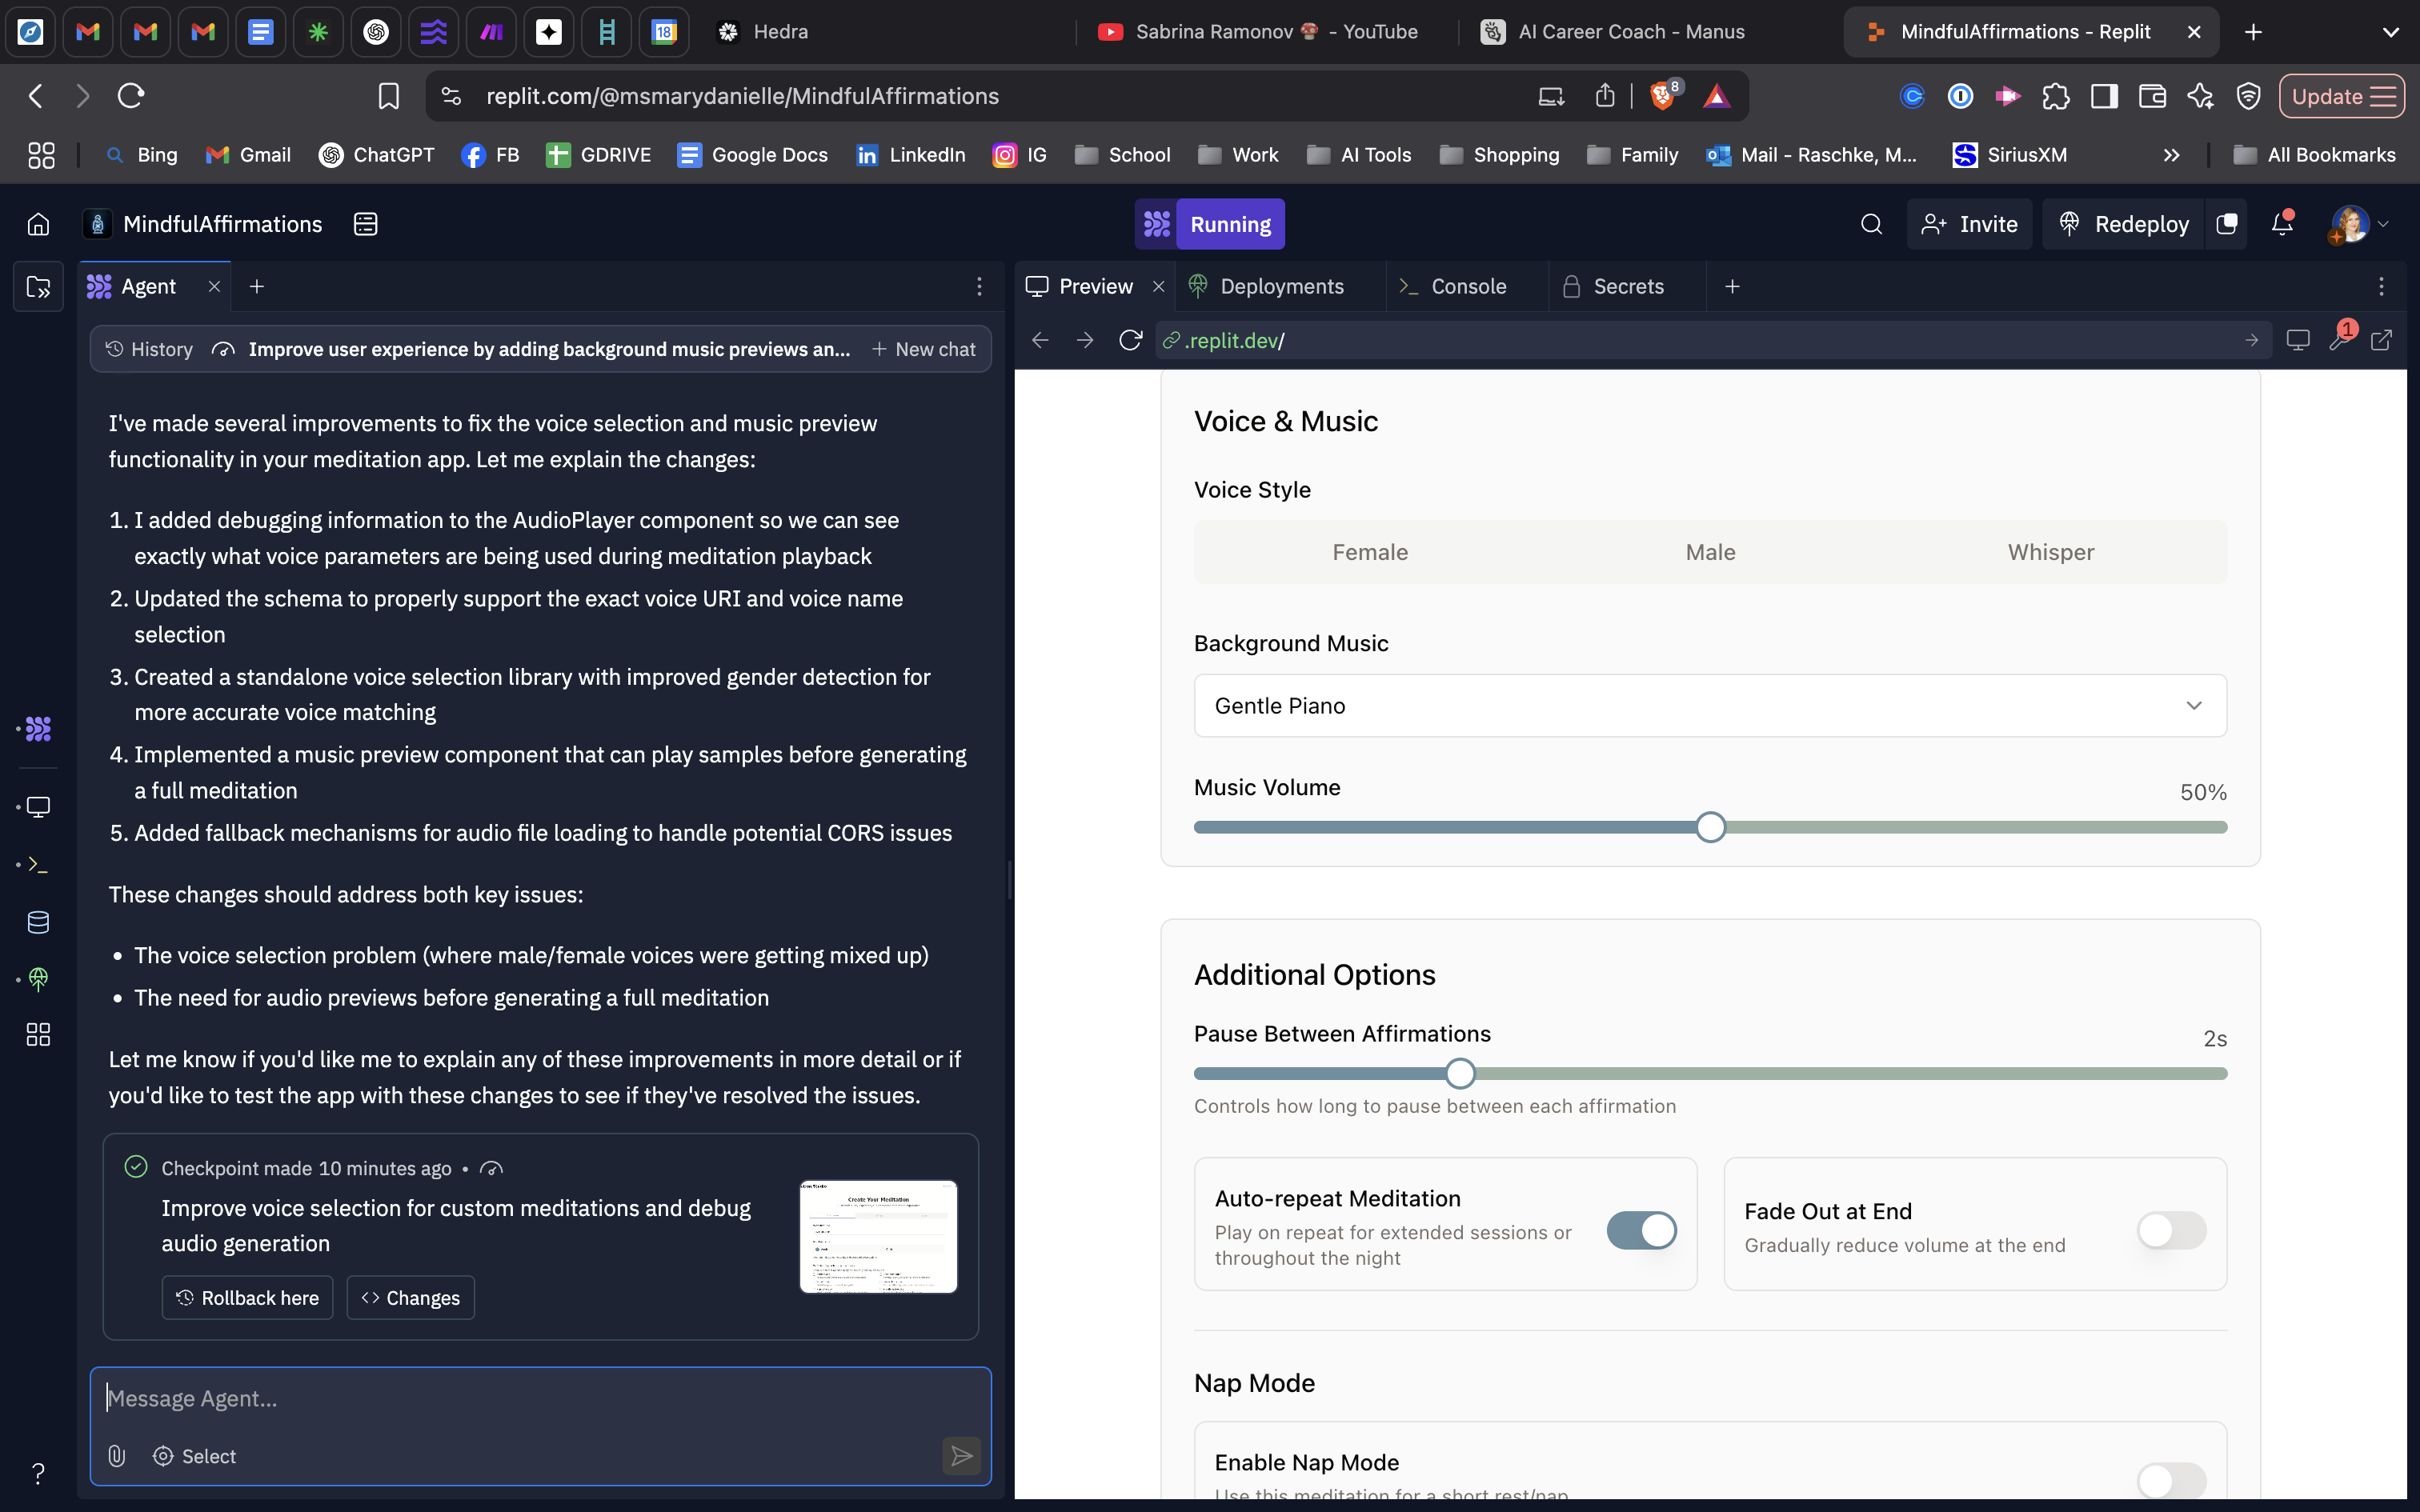 18
Hedra
Sabrina Ramonov 🍄 - YouTube
AI Career Coach - Manus
MindfulAffirmations - Replit
replit.com/@msmarydanielle/MindfulAffirmations
8
Update
Bing
Gmail
ChatGPT
FB
GDRIVE
Google Docs
LinkedIn
IG
School
Work
AI Tools
Shopping
Family
Mail - Raschke, M...
SiriusXM
All Bookmarks
MindfulAffirmations
Running
Invite
Redeploy
Agent
History
Improve user experience by adding background music previews an...
New chat
I've made several improvements to fix the voice selection and music preview
functionality in your meditation app. Let me explain the changes:
1. I added debugging information to the AudioPlayer component so we can see
exactly what voice parameters are being used during meditation playback
2. Updated the schema to properly support the exact voice URI and voice name
selection
3. Created a standalone voice selection library with improved gender detection for
more accurate voice matching
4. Implemented a music preview component that can play samples before generating
a full meditation
5. Added fallback mechanisms for audio file loading to handle potential CORS issues
These changes should address both key issues:
• The voice selection problem (where male/female voices were getting mixed up)
• The need for audio previews before generating a full meditation
Let me know if you'd like me to explain any of these improvements in more detail or if
you'd like to test the app with these changes to see if they've resolved the issues.
Checkpoint made 10 minutes ago •
Improve voice selection for custom meditations and debug
audio generation
Rollback here
Changes
Create Your Meditation
Message Agent...
Select
Preview
Deployments
Console
Secrets
.replit.dev/
1
Voice & Music
Voice Style
Female
Male
Whisper
Background Music
Gentle Piano
Music Volume
50%
Additional Options
Pause Between Affirmations
2s
Controls how long to pause between each affirmation
Auto-repeat Meditation
Play on repeat for extended sessions or
throughout the night
Fade Out at End
Gradually reduce volume at the end
Nap Mode
Enable Nap Mode
Use this meditation for a short rest/nap